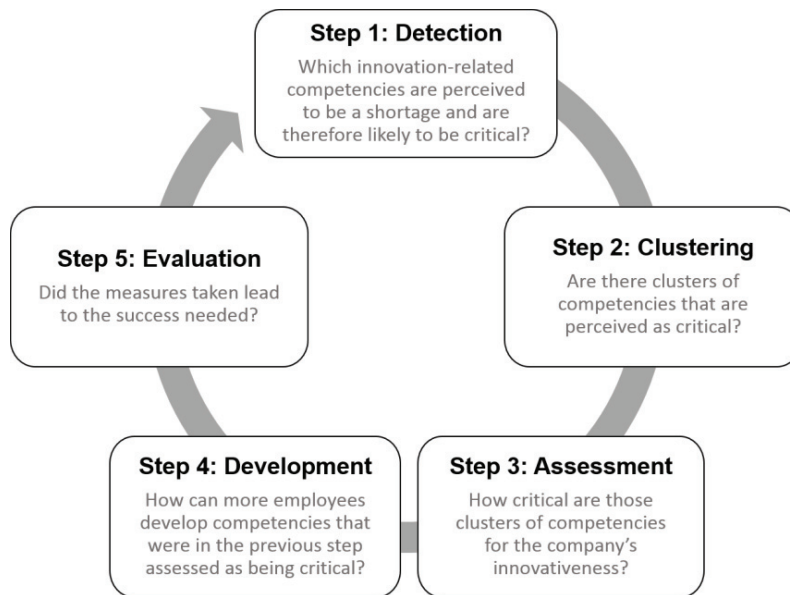 Step 1: Detection
Which innovation-related
competencies are perceived
to be a shortage and are
therefore likely to be critical?
Step 2: Clustering
Are there clusters of
competencies that are
perceived as critical?
Step 3: Assessment
How critical are those
clusters of competencies
for the company's
innovativeness?
Step 4: Development
How can more employees
develop competencies that
were in the previous step
assessed as being critical?
Step 5: Evaluation
Did the measures taken lead
to the success needed?